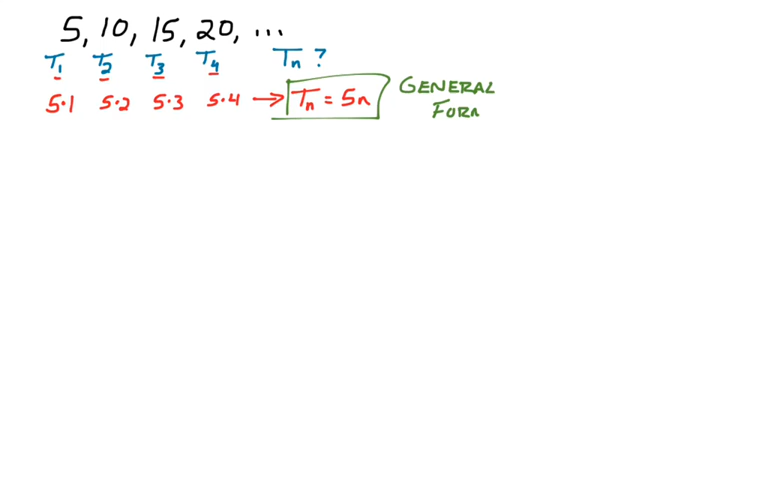 5, 10, 15, 20, ...
T₁ T₂ T₃ T₄ Tₙ ?
5·1 5·2 5·3 5·4 → Tₙ = 5n
GENERAL
FORM